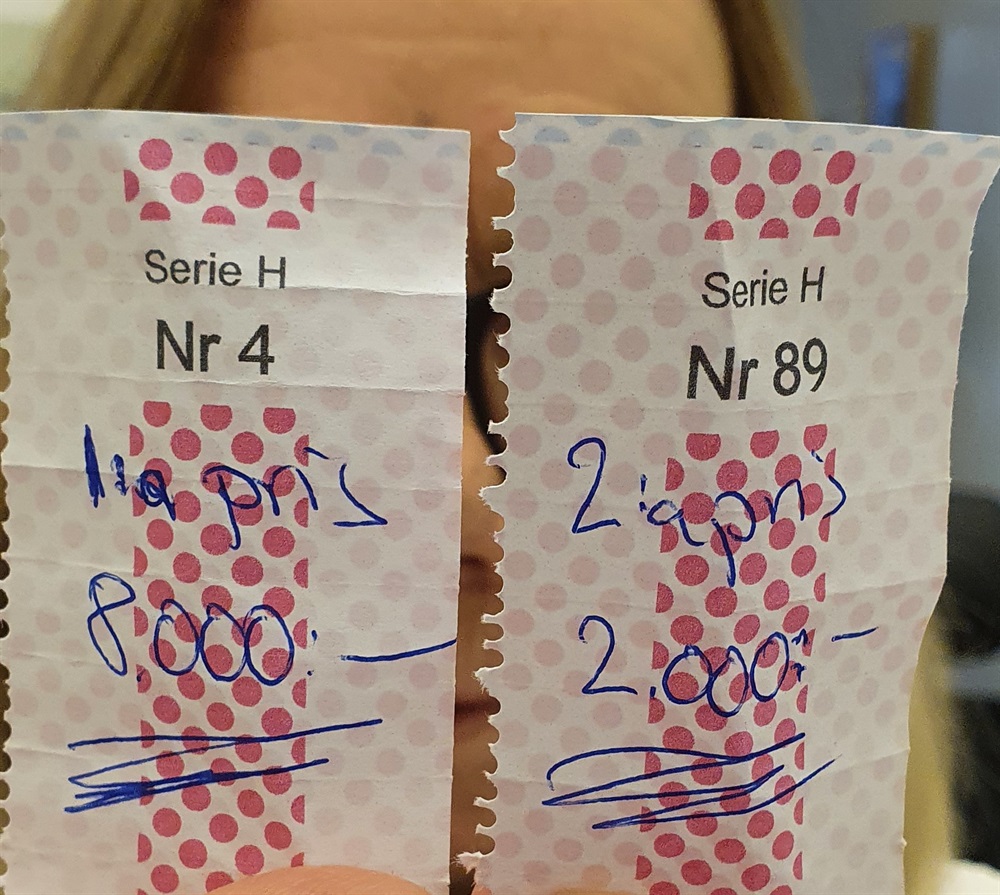 Serie H
Nr 4
1:a pris
8.000:-
Serie H
Nr 89
2:a pris
2.000:-